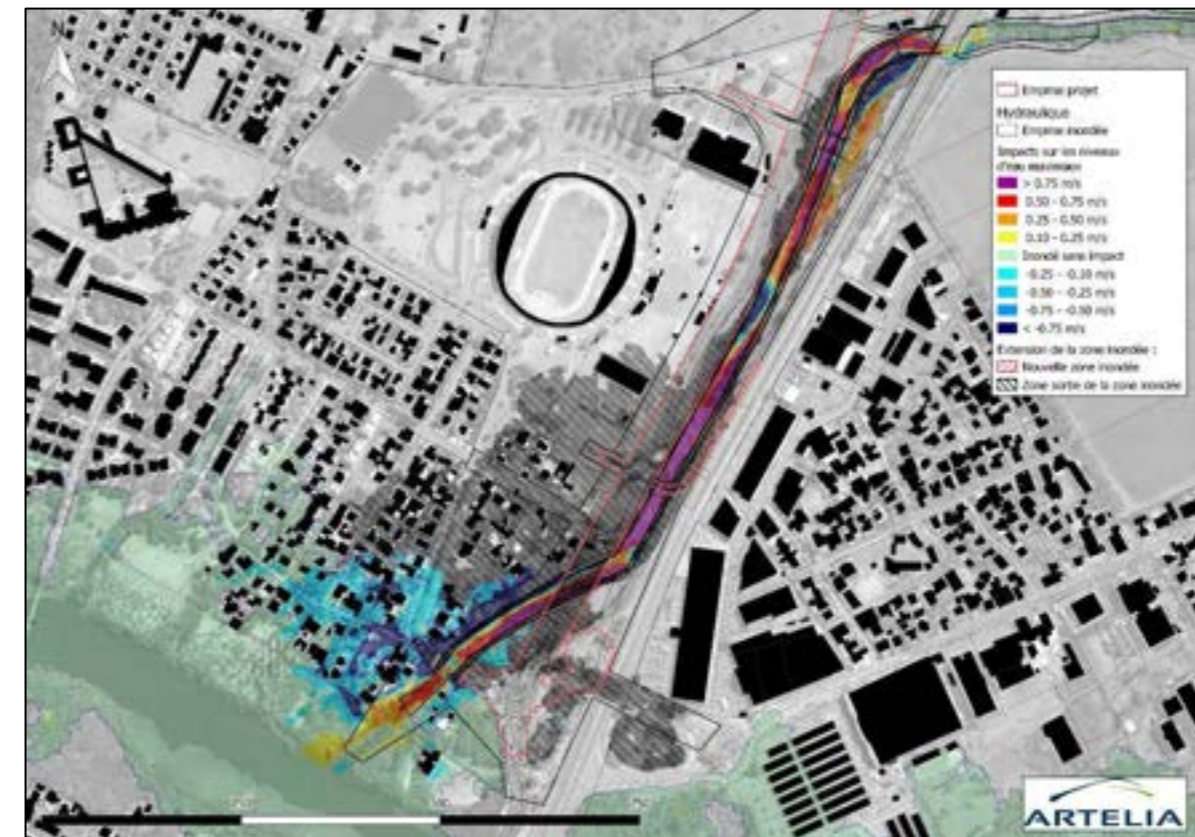 N
Emprise projet
Hydraulique
Emprise inondée
Impacts sur les niveaux
d'eau maximaux
> 0.75 m/s
0.50 - 0.75 m/s
0.25 - 0.50 m/s
0.10 - 0.25 m/s
Inondé sans impact
-0.25 - -0.10 m/s
-0.50 - -0.25 m/s
-0.75 - -0.50 m/s
< -0.75 m/s
Extension de la zone inondée :
Nouvelle zone inondée
Zone sortie de la zone inondée
750
ARTELIA